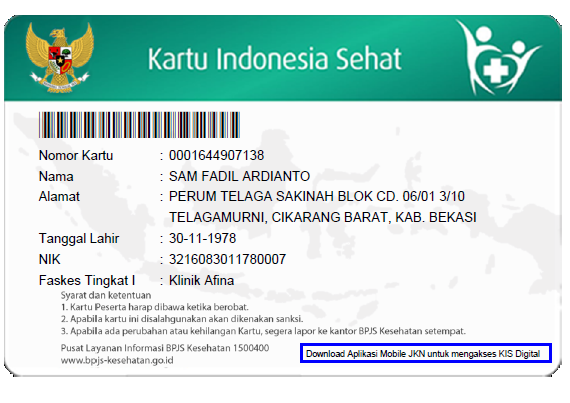 Kartu Indonesia Sehat
Nomor Kartu : 0001644907138
Nama : SAM FADIL ARDIANTO
Alamat : PERUM TELAGA SAKINAH BLOK CD. 06/01 3/10
TELAGAMURNI, CIKARANG BARAT, KAB. BEKASI
Tanggal Lahir : 30-11-1978
NIK : 3216083011780007
Faskes Tingkat I : Klinik Afina
Syarat dan ketentuan
1. Kartu Peserta harap dibawa ketika berobat.
2. Apabila kartu ini disalahgunakan akan dikenakan sanksi.
3. Apabila ada perubahan atau kehilangan Kartu, segera lapor ke kantor BPJS Kesehatan setempat.
Pusat Layanan Informasi BPJS Kesehatan 1500400
www.bpjs-kesehatan.go.id
Download Aplikasi Mobile JKN untuk mengakses KIS Digital